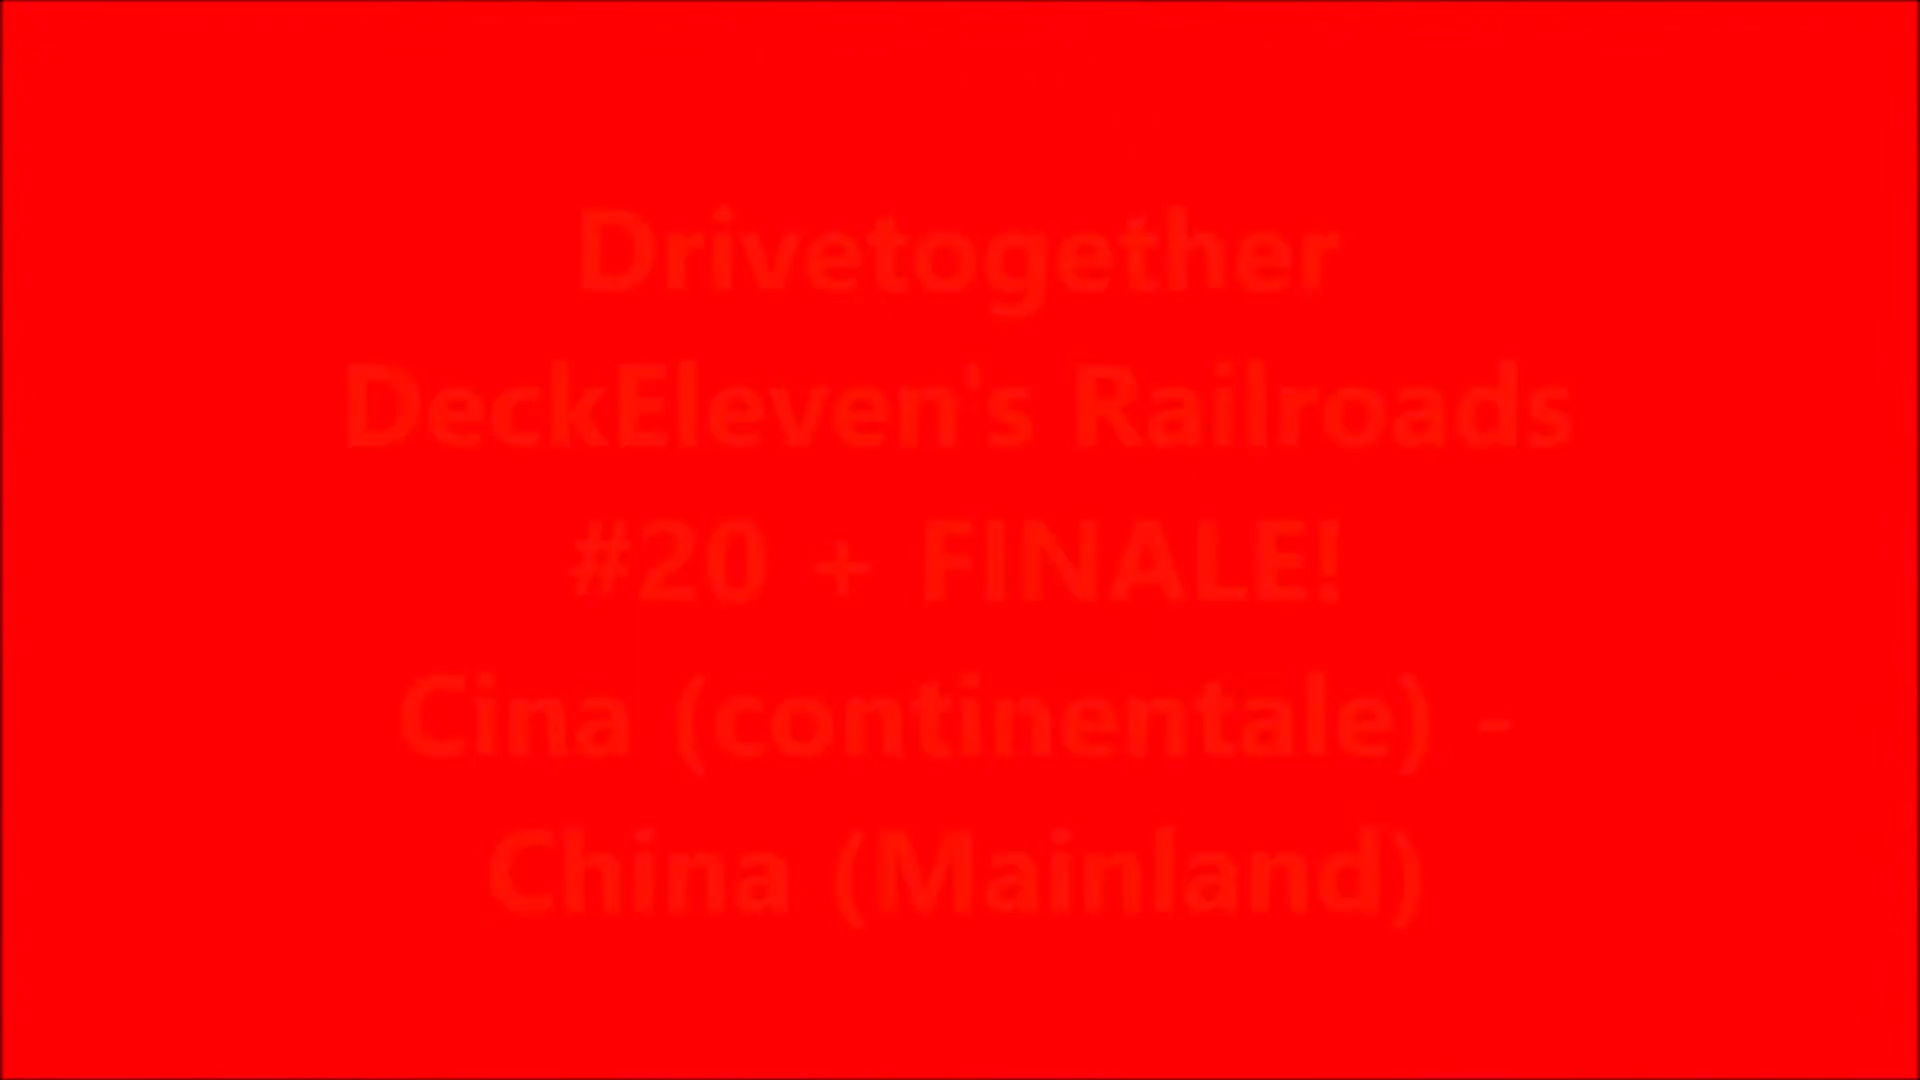 Drivetogether
DeckEleven's Railroads
#20 + FINALE!
Cina (continentale) -
China (Mainland)